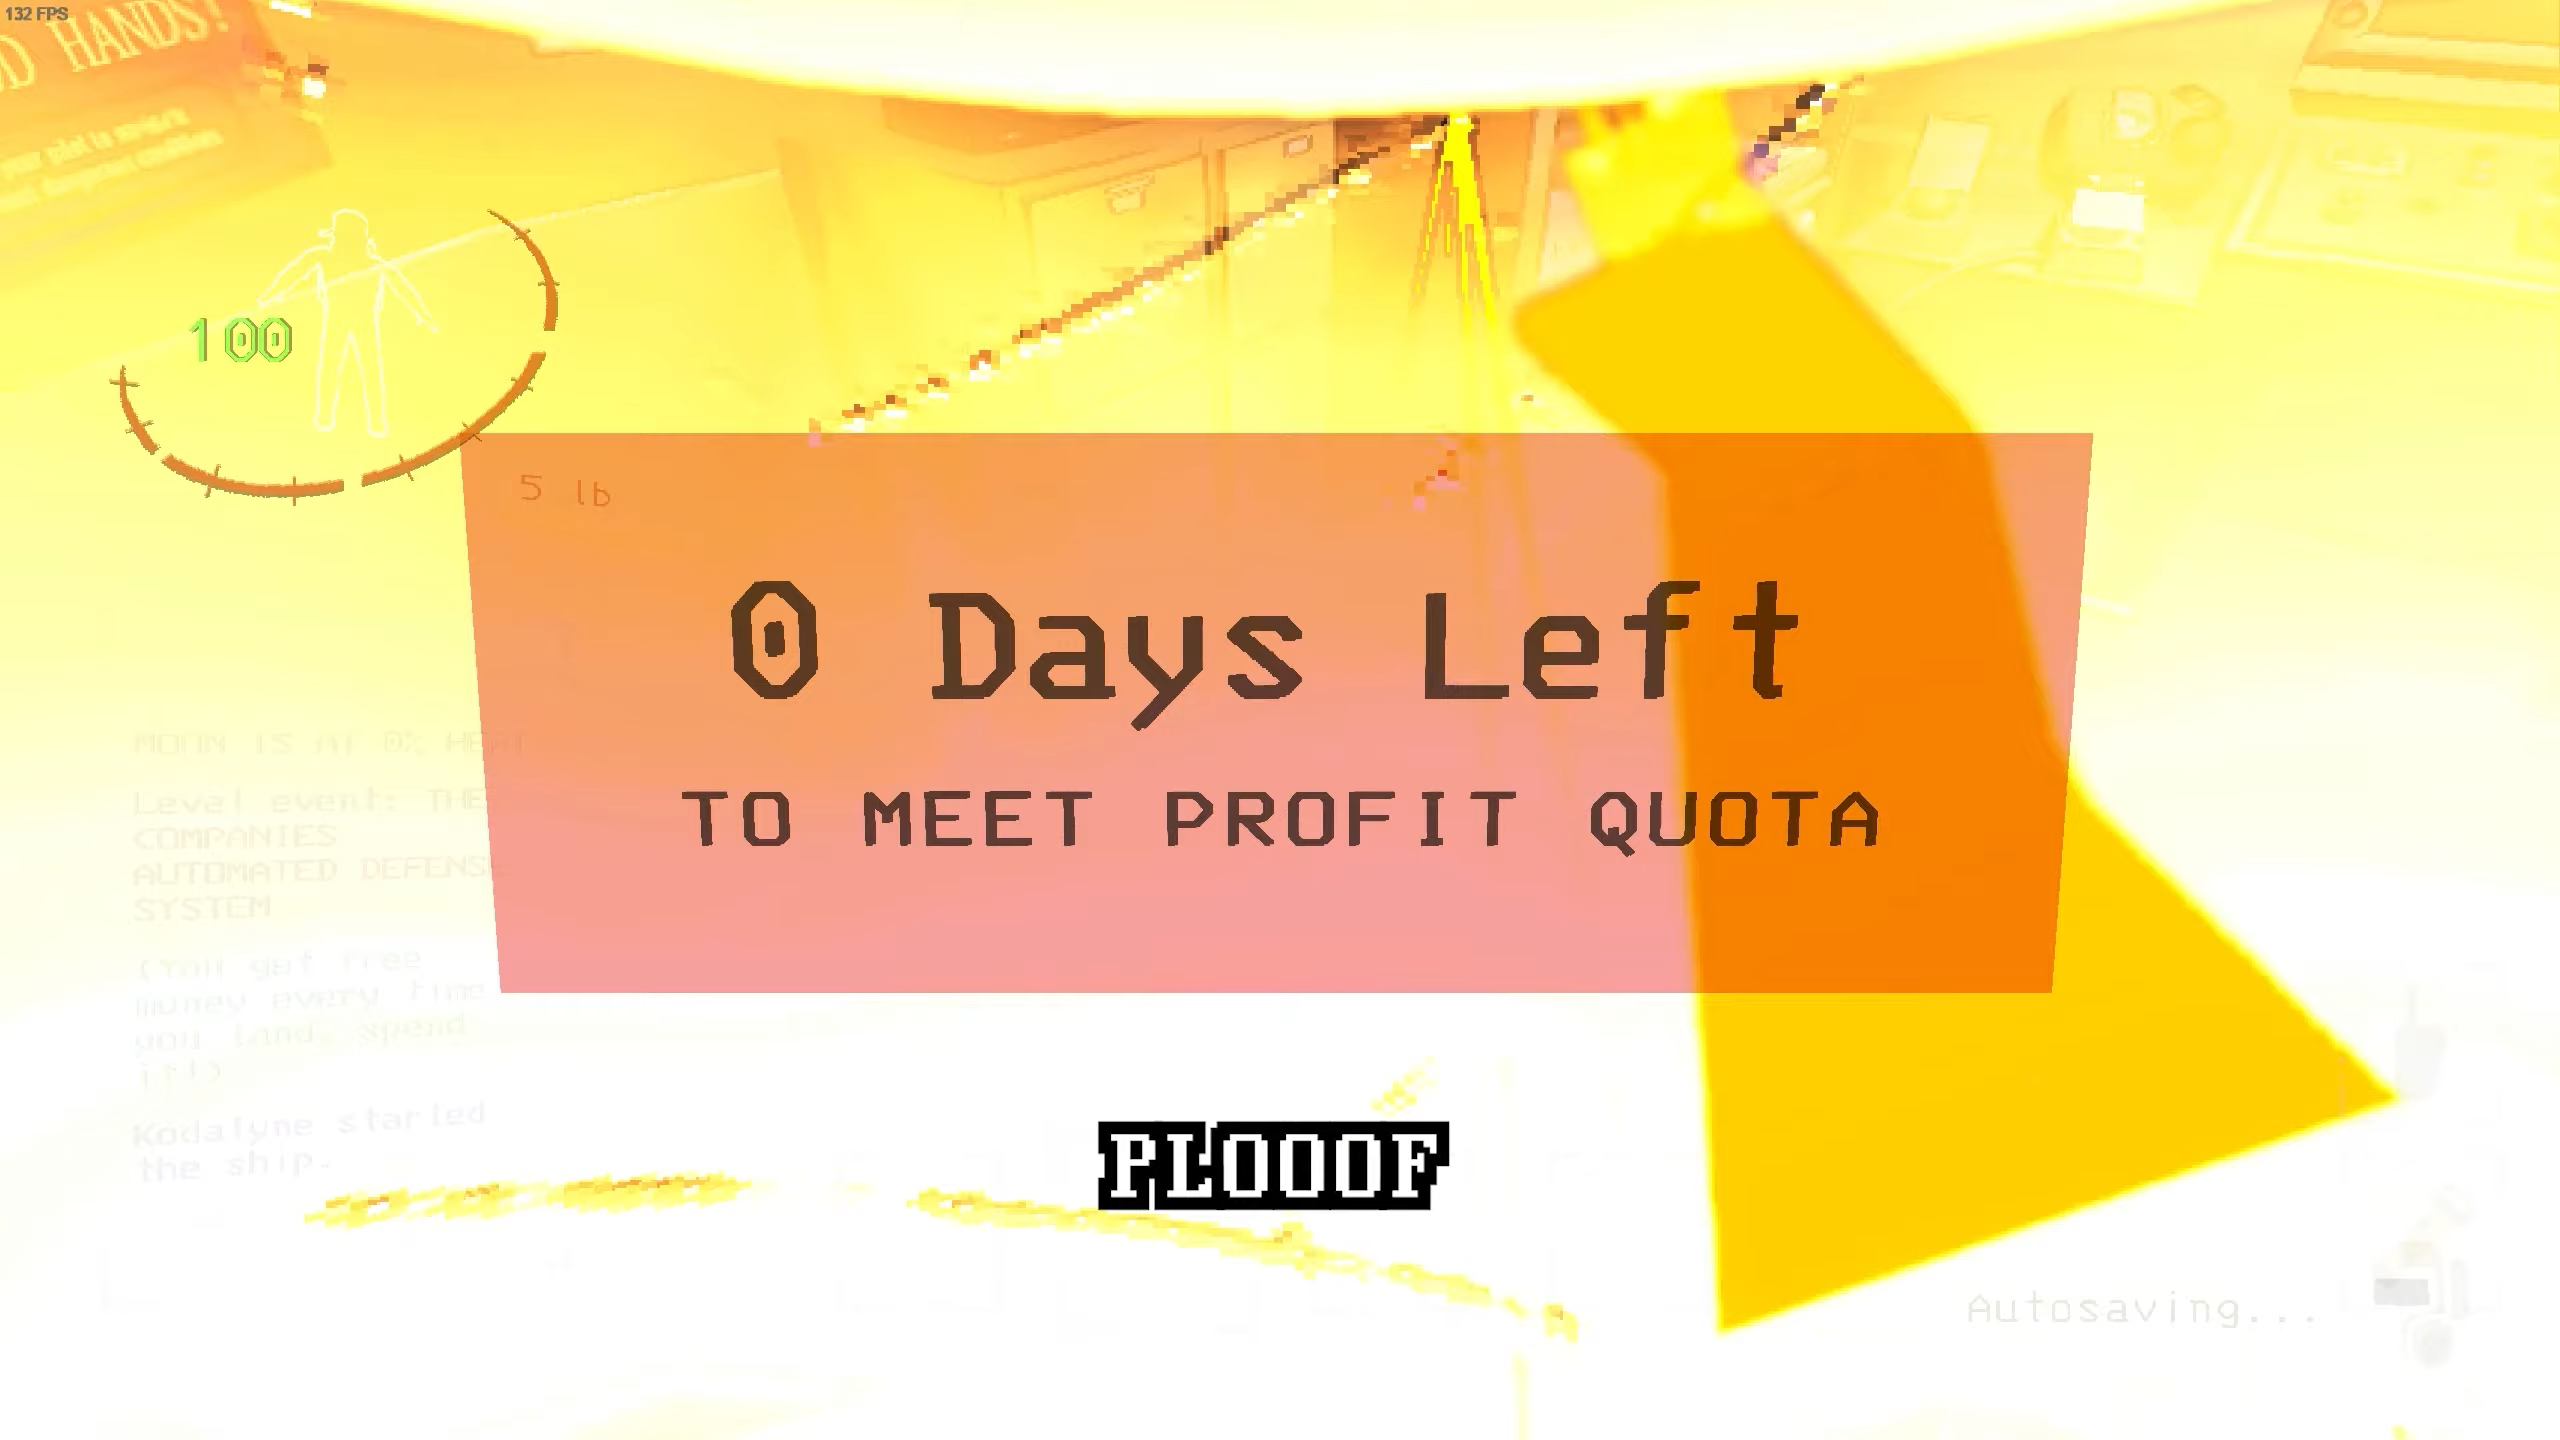 132 FPS
D HANDS!
100
5 lb
0 Days Left
TO MEET PROFIT QUOTA
MOON IS AT 0% HEAT
Level event: THE
COMPANIES
AUTOMATED DEFENSE
SYSTEM
(You get free
money every time
you land, spend
it!)
Kodalyne started
the ship.
PLOOOF
Autosaving...